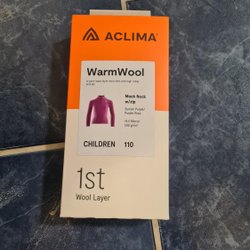 ACLIMA®
WarmWool
Mock Neck
w/zip
CHILDREN 110
1st
Wool Layer